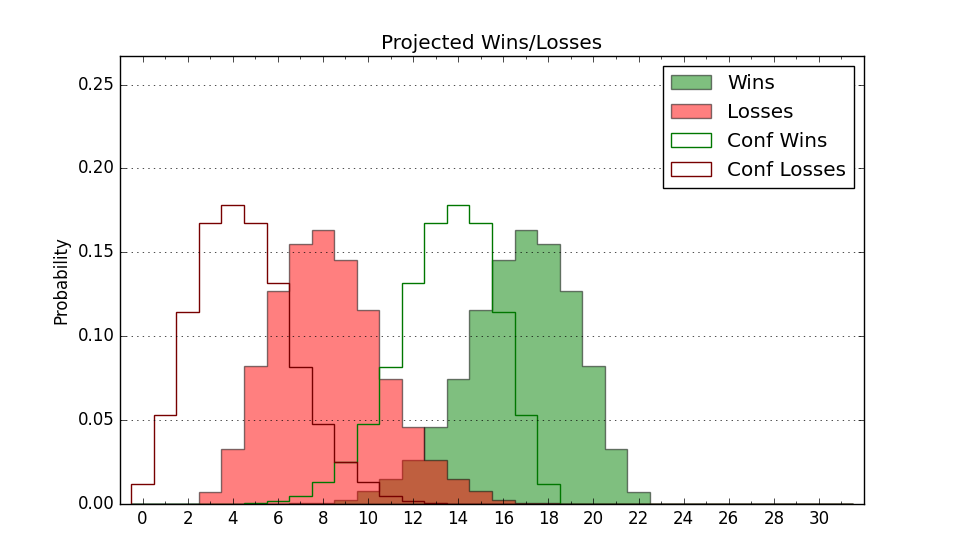 Projected Wins/Losses
Wins
Losses
Conf Wins
Conf Losses
Probability
0.25
0.20
0.15
0.10
0.05
0.00
0 2 4 6 8 10 12 14 16 18 20 22 24 26 28 30